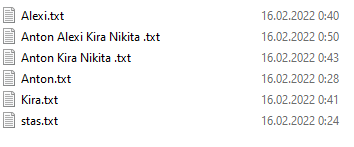 Alexi.txt 16.02.2022 0:40
Anton Alexi Kira Nikita .txt 16.02.2022 0:50
Anton Kira Nikita .txt 16.02.2022 0:43
Anton.txt 16.02.2022 0:28
Kira.txt 16.02.2022 0:41
stas.txt 16.02.2022 0:24